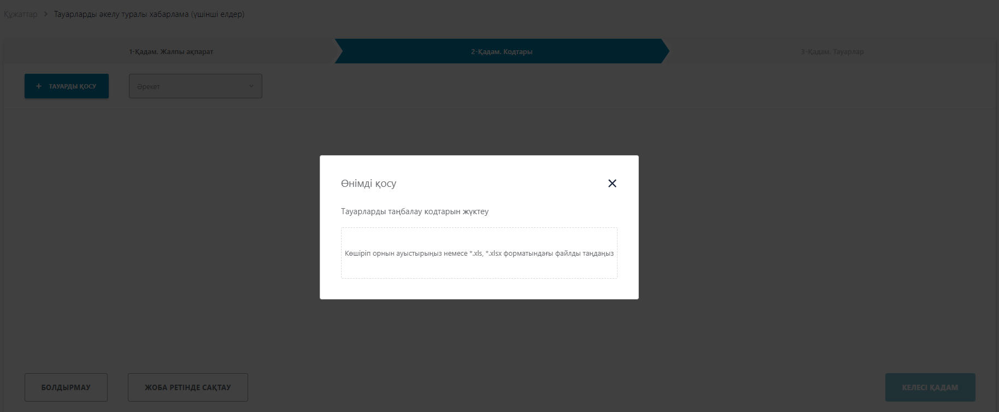 Құжаттар > Тауарларды әкелу туралы хабарлама (үшінші елдер)
1-Қадам. Жалпы ақпарат
2-Қадам. Кодтары
3-Қадам. Тауарлар
+ ТАУАРДЫ ҚОСУ
Әрекет
Өнімді қосу
Тауарларды таңбалау кодтарын жүктеу
Көшіріп орнын ауыстырыңыз немесе *.xls, *.xlsx форматындағы файлды таңдаңыз
БОЛДЫРМАУ
ЖОБА РЕТІНДЕ САҚТАУ
КЕЛЕСІ ҚАДАМ